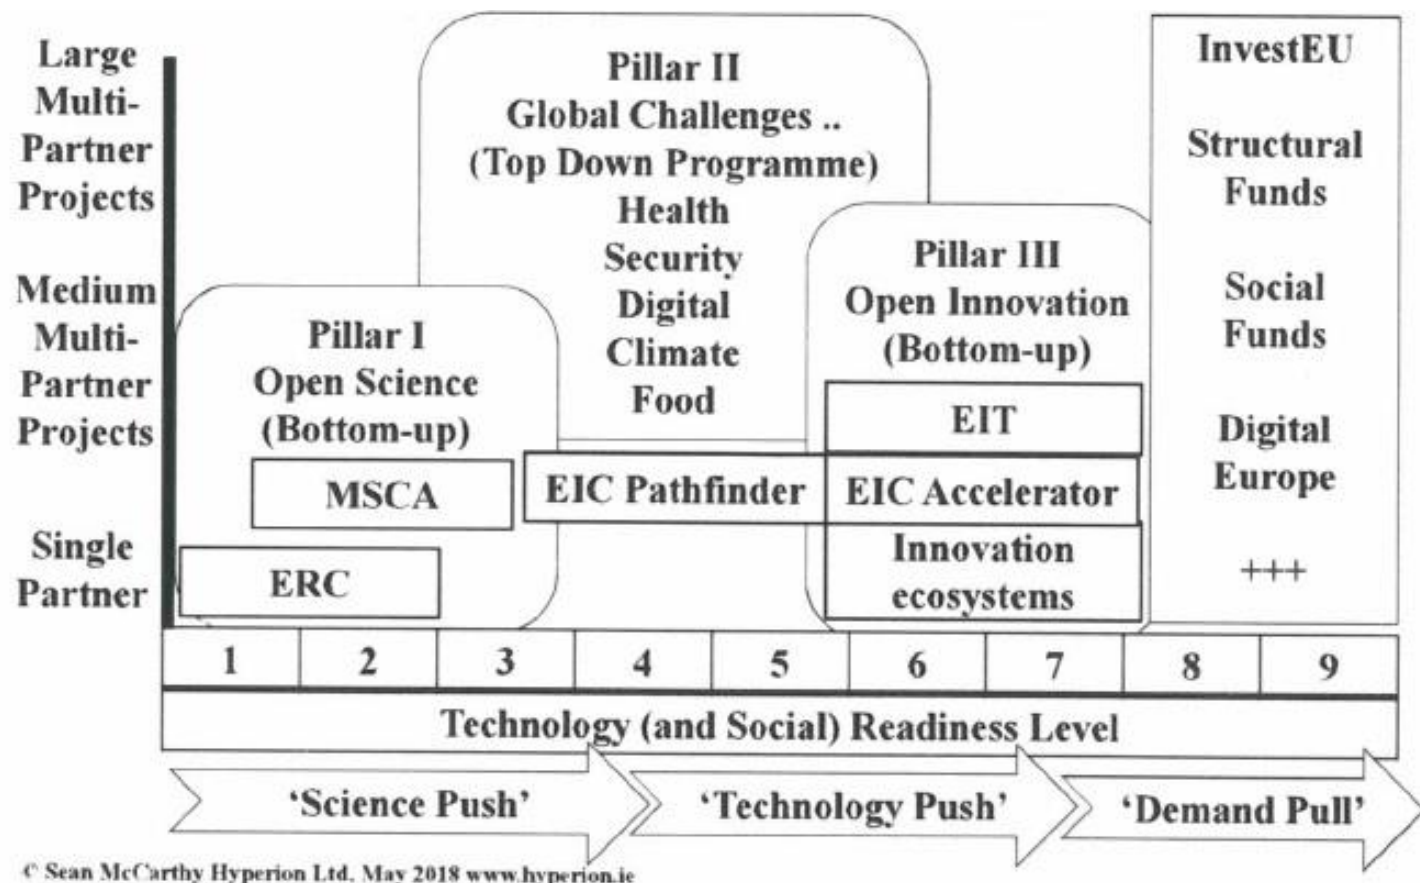 Large
Multi-
Partner
Projects
Medium
Multi-
Partner
Projects
Single
Partner
Pillar I
Open Science
(Bottom-up)
MSCA
ERC
Pillar II
Global Challenges ..
(Top Down Programme)
Health
Security
Digital
Climate
Food
EIC Pathfinder
Pillar III
Open Innovation
(Bottom-up)
EIT
EIC Accelerator
Innovation
ecosystems
InvestEU
Structural
Funds
Social
Funds
Digital
Europe
+++
1 2 3 4 5 6 7 8 9
Technology (and Social) Readiness Level
‘Science Push’
‘Technology Push’
‘Demand Pull’
© Sean McCarthy Hyperion Ltd, May 2018 www.hyperion.ie